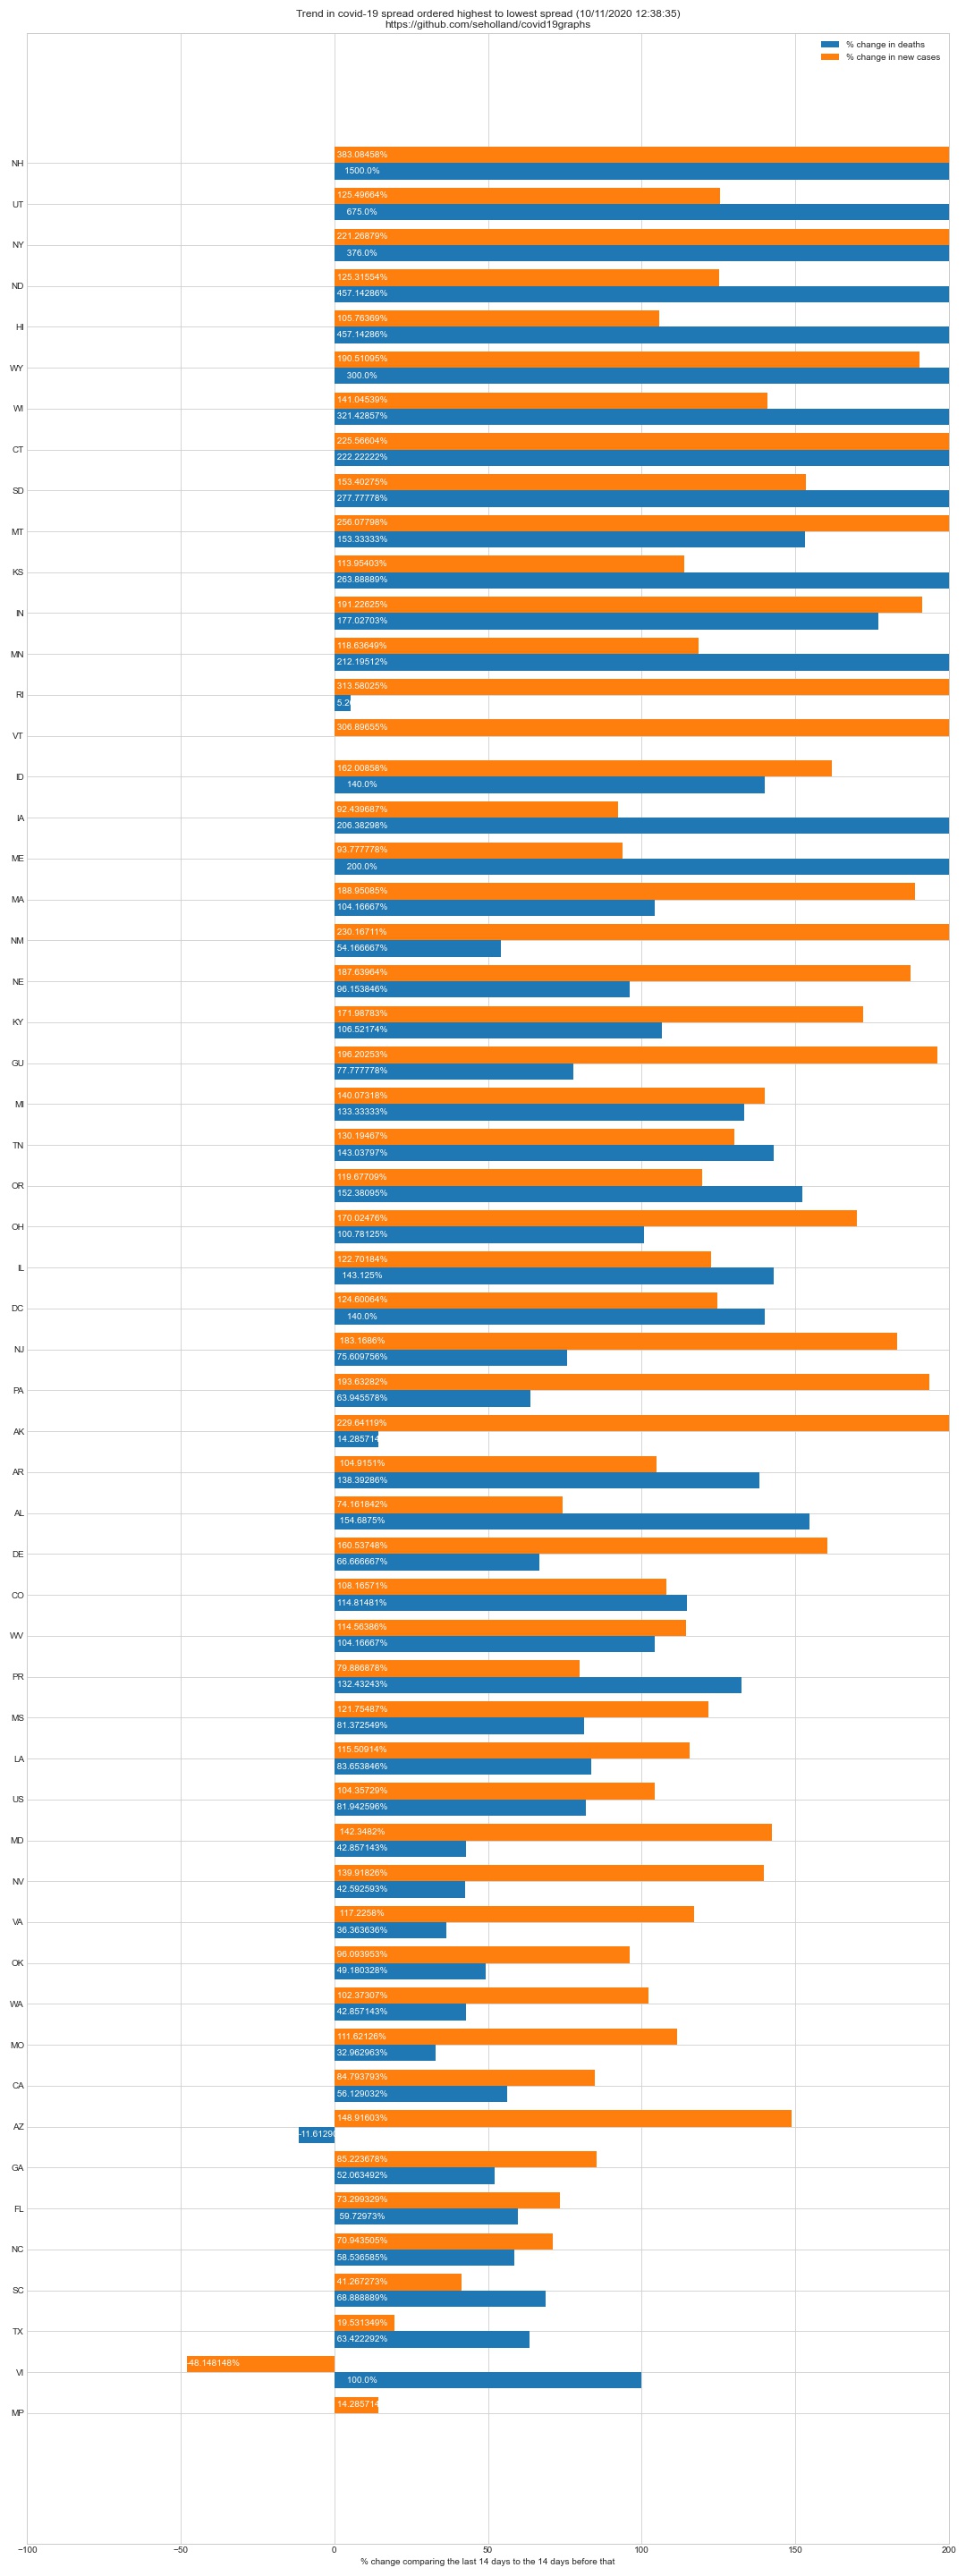 Trend in covid-19 spread ordered highest to lowest spread (10/11/2020 12:38:35)
https://github.com/seholland/covid19graphs
% change in deaths
% change in new cases
383.08458%
NH
1500.0%
125.49664%
UT
675.0%
221.26879%
NY
376.0%
125.31554%
ND
457.14286%
105.76369%
HI
457.14286%
190.51095%
WY
300.0%
141.04539%
WI
321.42857%
225.56604%
CT
222.22222%
153.40275%
SD
277.77778%
256.07798%
MT
153.33333%
113.95403%
KS
263.88889%
191.22625%
IN
177.02703%
118.63649%
MN
212.19512%
313.58025%
RI
5.2
306.89655%
VT
162.00858%
ID
140.0%
92.439687%
IA
206.38298%
93.777778%
ME
200.0%
188.95085%
MA
104.16667%
230.16711%
NM
54.166667%
187.63964%
NE
96.153846%
171.98783%
KY
106.52174%
196.20253%
GU
77.777778%
140.07318%
MI
133.33333%
130.19467%
TN
143.03797%
119.67709%
OR
152.38095%
170.02476%
OH
100.78125%
122.70184%
IL
143.125%
124.60064%
DC
140.0%
183.1686%
NJ
75.609756%
193.63282%
PA
63.945578%
229.64119%
AK
14.285714
104.9151%
AR
138.39286%
74.161842%
AL
154.6875%
160.53748%
DE
66.666667%
108.16571%
CO
114.81481%
114.56386%
WV
104.16667%
79.886878%
PR
132.43243%
121.75487%
MS
81.372549%
115.50914%
LA
83.653846%
104.35729%
US
81.942596%
142.3482%
MD
42.857143%
139.91826%
NV
42.592593%
117.2258%
VA
36.363636%
96.093953%
OK
49.180328%
102.37307%
WA
42.857143%
111.62126%
MO
32.962963%
84.793793%
CA
56.129032%
148.91603%
AZ
-11.6129
85.223678%
GA
52.063492%
73.299329%
FL
59.72973%
70.943505%
NC
58.536585%
41.267273%
SC
68.888889%
19.531349%
TX
63.422292%
-48.148148%
VI
100.0%
14.285714
MP
−100 −50 0 50 100 150 200
% change comparing the last 14 days to the 14 days before that